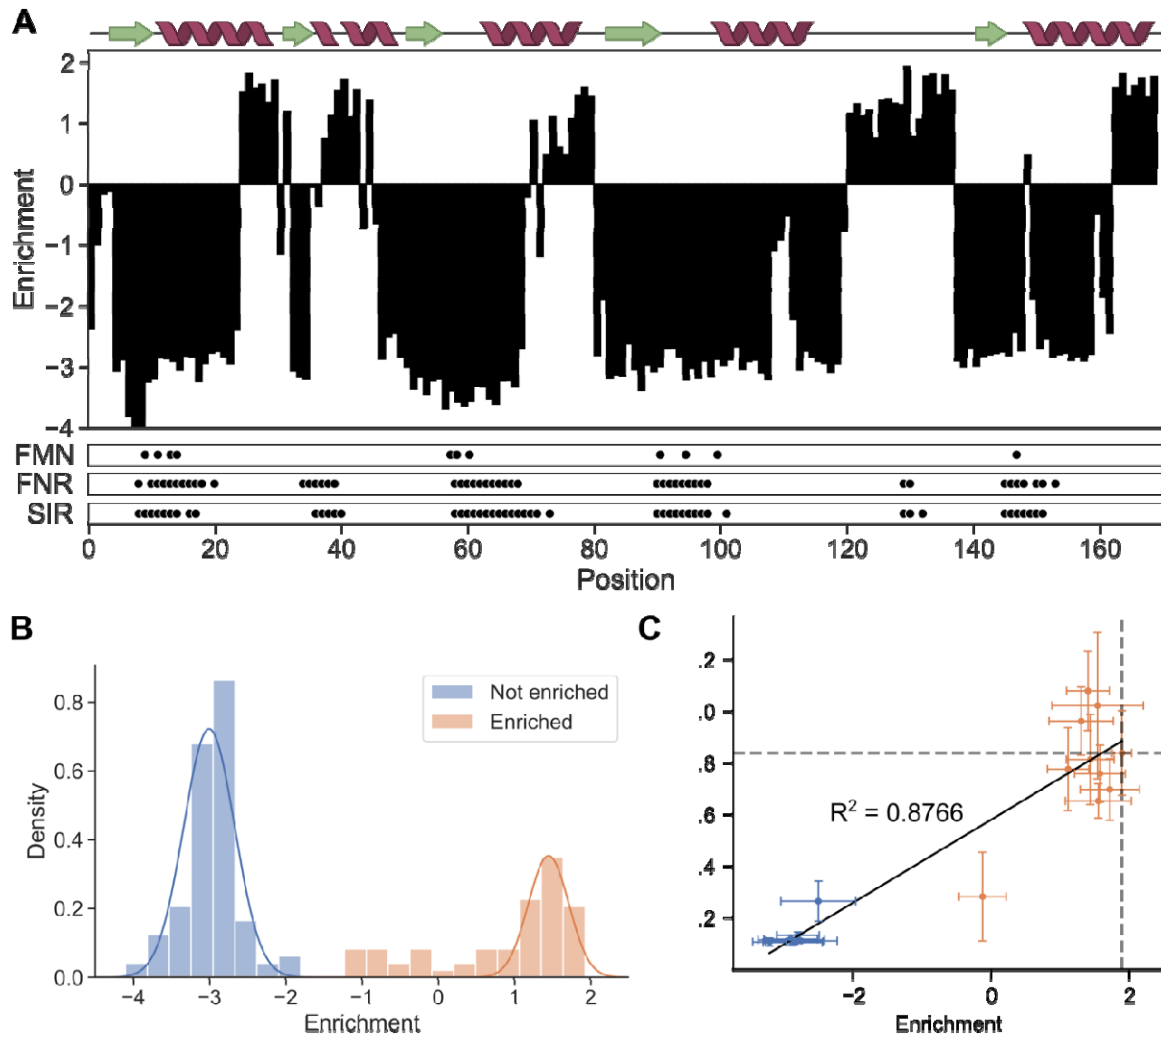 A
2
1
0
−1
−2
−3
−4
Enrichment
FMN
FNR
SIR
0 20 40 60 80 100 120 140 160
Position
B
0.8
0.6
0.4
0.2
0.0
Density
Not enriched
Enriched
−4 −3 −2 −1 0 1 2
Enrichment
C
.2
.0
.8
.6
.4
.2
R² = 0.8766
−2 0 2
Enrichment